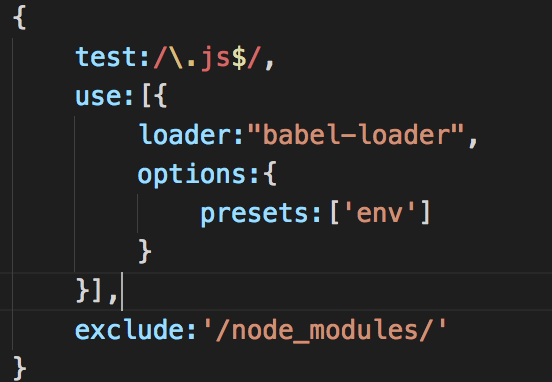 {
test:/\.js$/,
use:[{
loader:"babel-loader",
options:{
presets:['env']
}
}],
exclude:'/node_modules/'
}